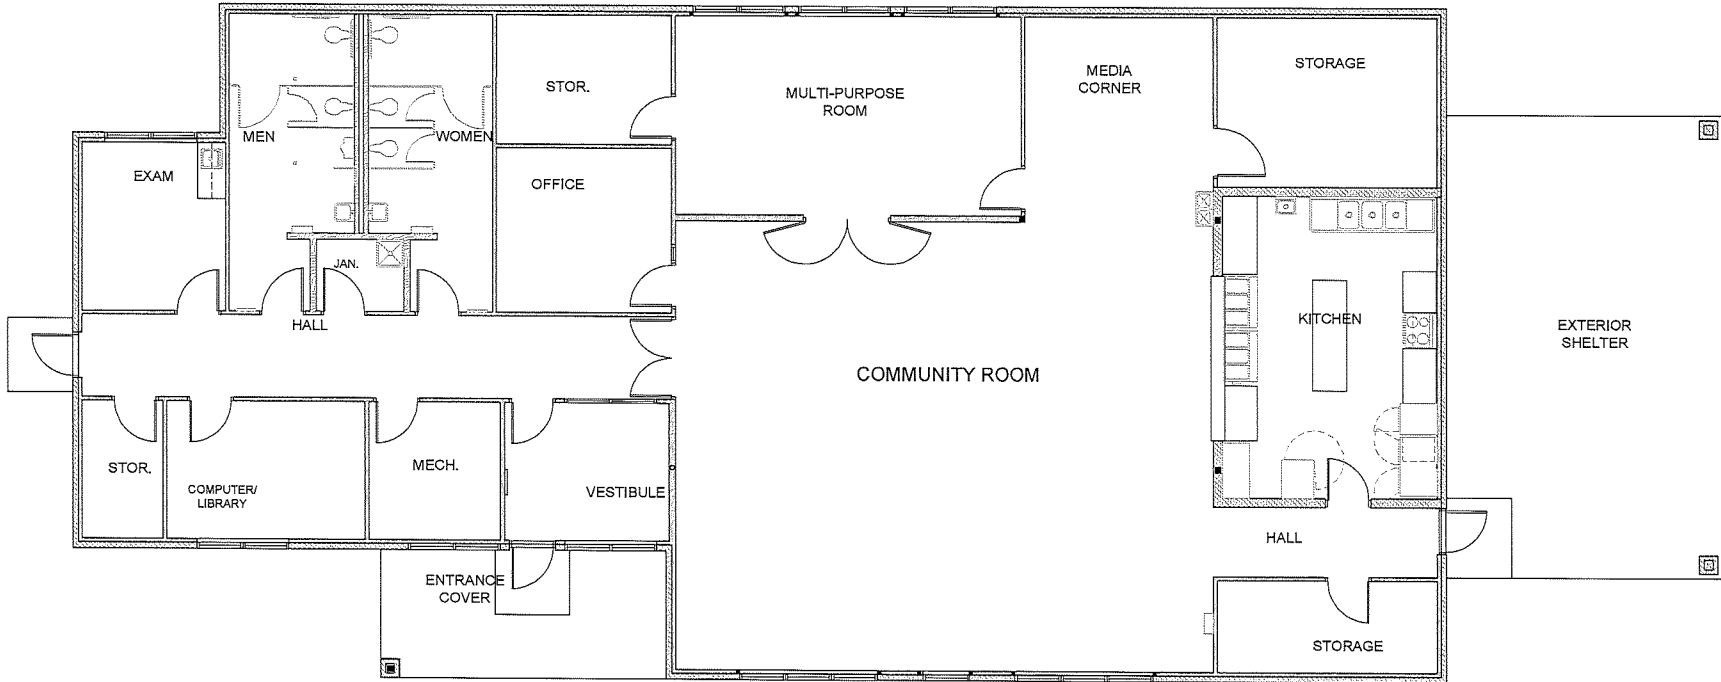 STORAGE
MEDIA
CORNER
STOR.
MULTI-PURPOSE
ROOM
MEN
WOMEN
EXAM
OFFICE
JAN.
HALL
KITCHEN
EXTERIOR
SHELTER
COMMUNITY ROOM
STOR.
MECH.
COMPUTER/
LIBRARY
VESTIBULE
HALL
ENTRANCE
COVER
STORAGE